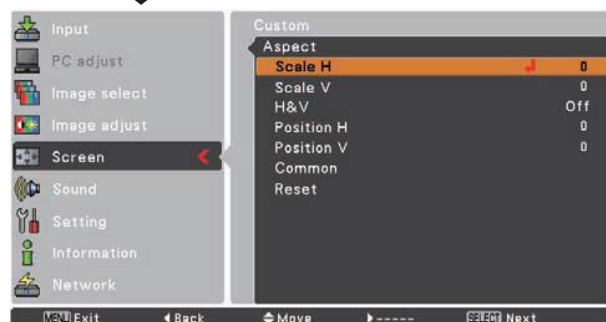 Input
PC adjust
Image select
Image adjust
Screen
Sound
Setting
Information
Network
Custom
Aspect
Scale H 0
Scale V 0
H&V Off
Position H 0
Position V 0
Common
Reset
MENU Exit Back Move ----- SELECT Next